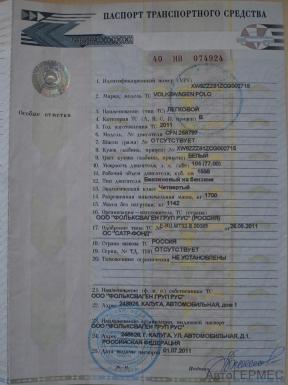 ПАСПОРТ ТРАНСПОРТНОГО СРЕДСТВА
074924
Особые отметки
1. Идентификационный номер (VIN)
2. Марка, модель ТС VOLKSWAGEN POLO
3. Наименование (тип ТС) ЛЕГКОВОЙ
4. Категория ТС (А, В, С, D, прицеп) В
5. Год изготовления ТС 2011
6. Модель, № двигателя CFN
7. Шасси (рама) № ОТСУТСТВУЕТ
8. Кузов (кабина, прицеп) №
9. Цвет кузова (кабины, прицепа) БЕЛЫЙ
10. Мощность двигателя, л. с. (кВт) 105 (77.00)
11. Рабочий объем двигателя, куб. см 1598
12. Тип двигателя Бензиновый на бензине
13. Экологический класс Четвертый
14. Разрешенная максимальная масса, кг 1700
15. Масса без нагрузки, кг 1142
16. Организация-изготовитель ТС (страна)
ООО "ФОЛЬКСВАГЕН ГРУП РУС" (РОССИЯ)
17. Одобрение типа ТС №
ОС "САТР-ФОНД"
18. Страна вывоза ТС РОССИЯ
19. Серия, № ТД, ТПО ОТСУТСТВУЕТ
20. Таможенные ограничения НЕ УСТАНОВЛЕНЫ
21. Наименование (ф. и. о.) собственника ТС
ООО "ФОЛЬКСВАГЕН ГРУП РУС"
22. Адрес 248926, КАЛУГА, АВТОМОБИЛЬНАЯ, дом 1
23. Наименование организации, выдавшей паспорт
ООО "ФОЛЬКСВАГЕН ГРУП РУС"
24. Адрес 248926, Г. КАЛУГА, УЛ. АВТОМОБИЛЬНАЯ, Д.1,
РОССИЙСКАЯ ФЕДЕРАЦИЯ
25. Дата выдачи паспорта 01.07.2011
М. П.
Подпись
АвтоГЕРМЕС